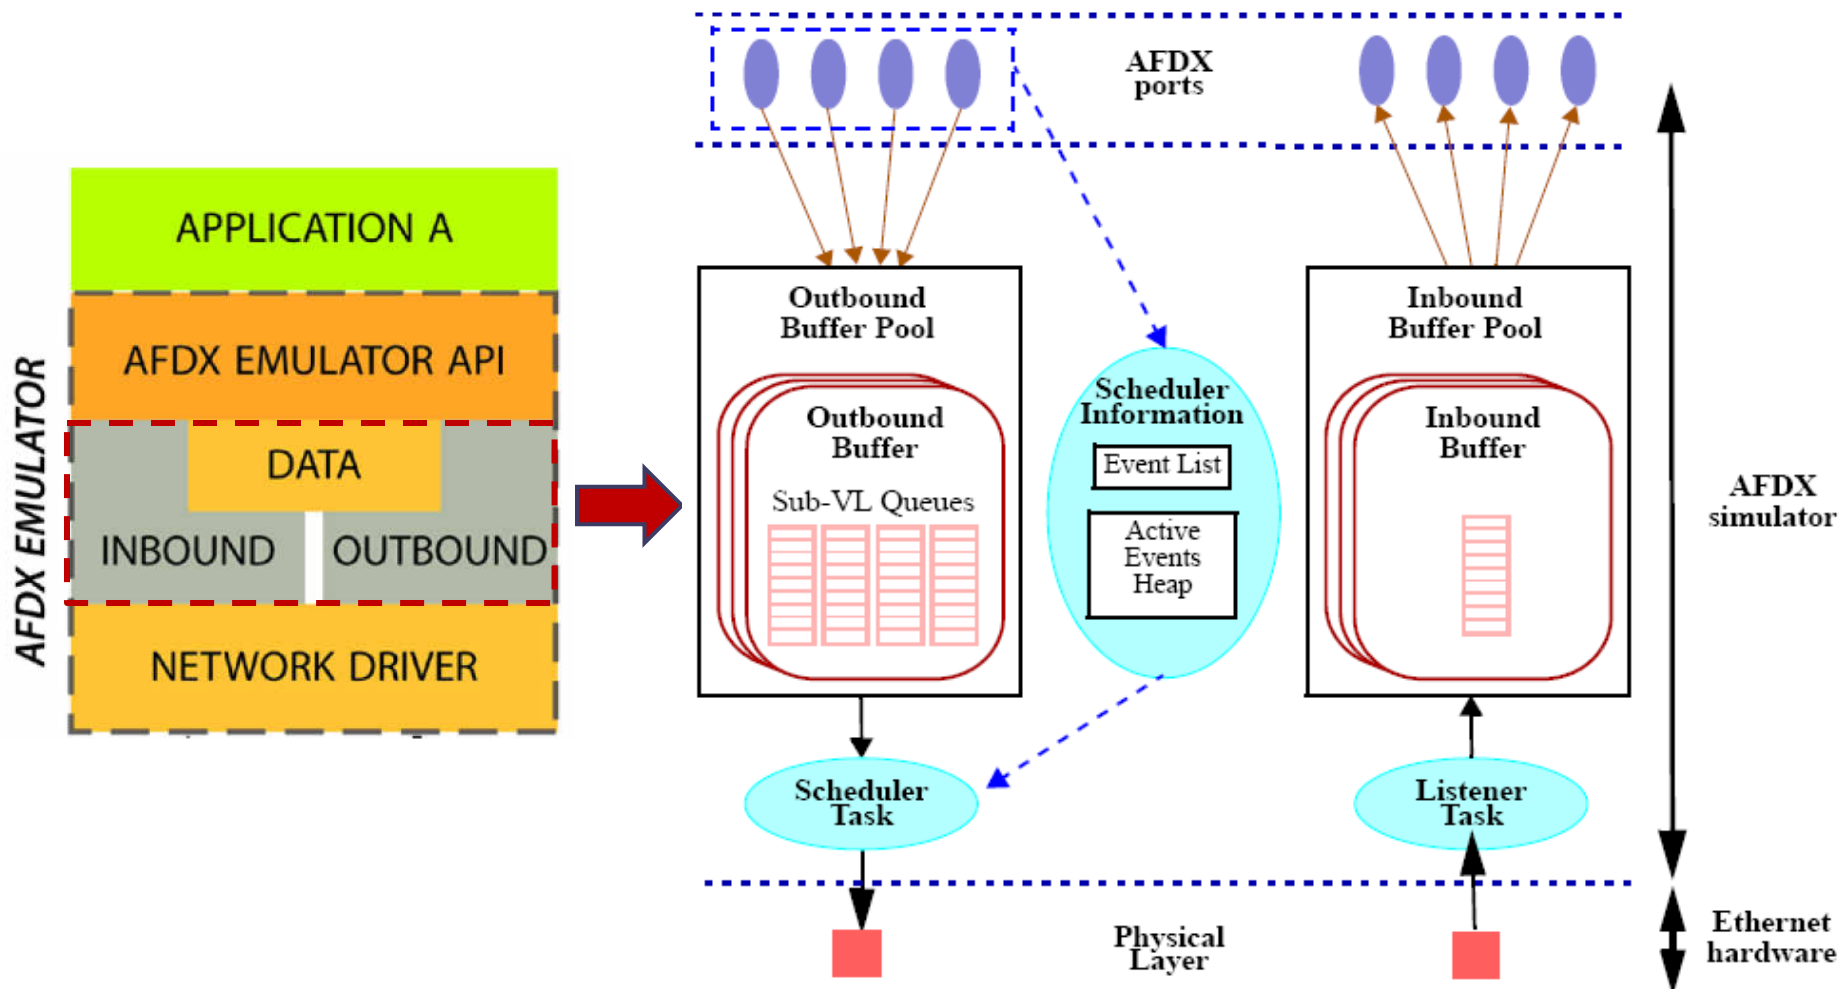 AFDX EMULATOR
APPLICATION A
AFDX EMULATOR API
DATA
INBOUND
OUTBOUND
NETWORK DRIVER
AFDX
ports
Outbound
Buffer Pool
Outbound
Buffer
Sub-VL Queues
Scheduler
Information
Event List
Active
Events
Heap
Inbound
Buffer Pool
Inbound
Buffer
Scheduler
Task
Listener
Task
Physical
Layer
AFDX
simulator
Ethernet
hardware